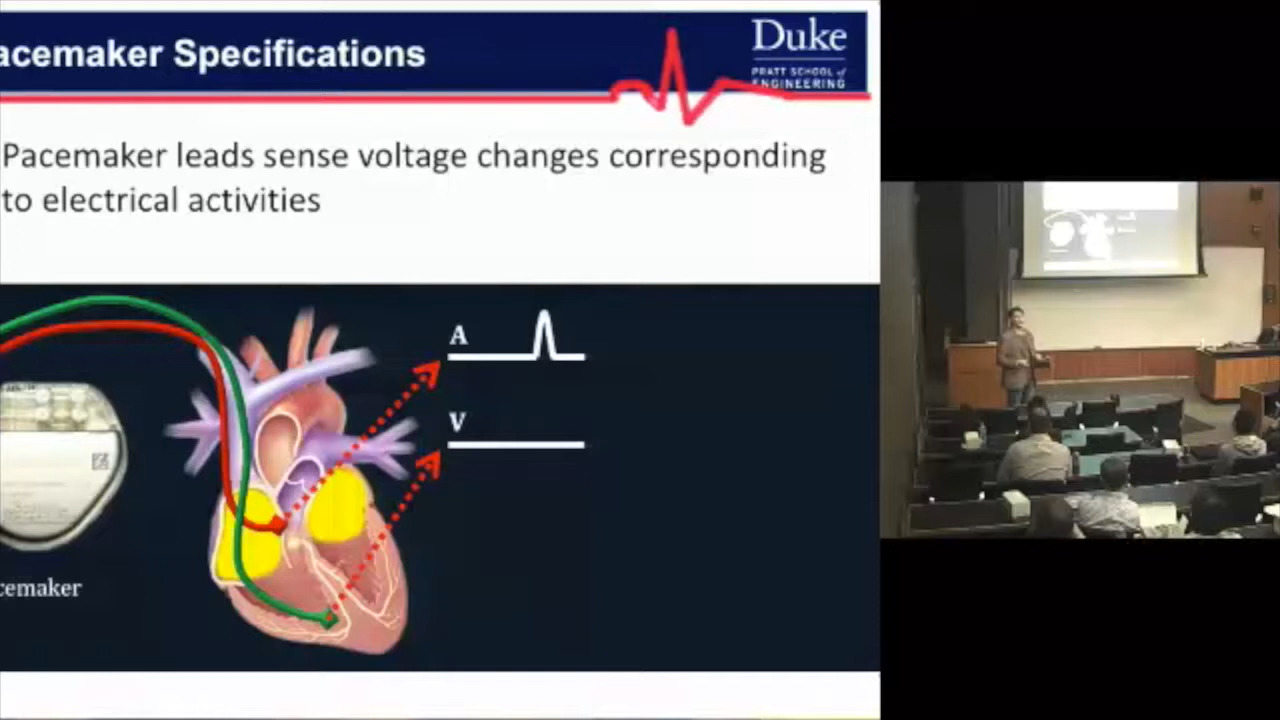 acemaker Specifications
Duke
PRATT SCHOOL of
ENGINEERING
Pacemaker leads sense voltage changes corresponding
to electrical activities
A
V
cemaker